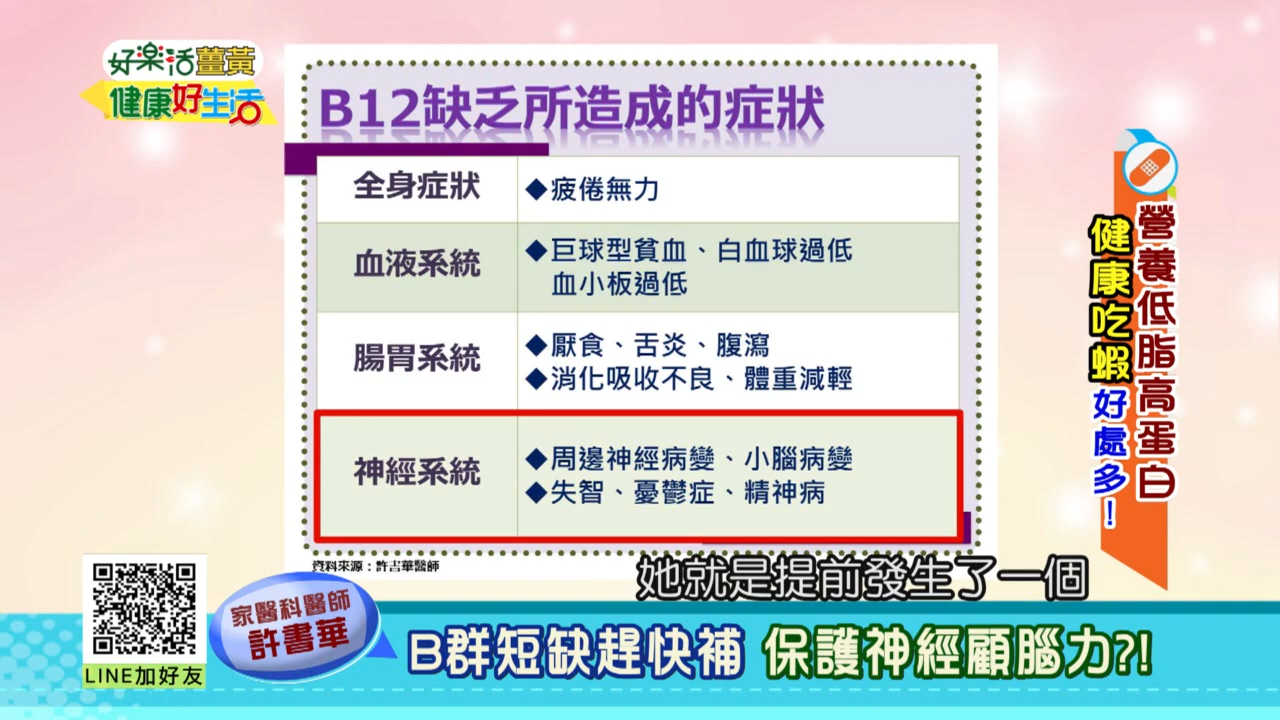 好樂活薑黃
健康好生活
B12缺乏所造成的症狀
全身症狀
◆疲倦無力
血液系統
◆巨球型貧血、白血球過低
血小板過低
腸胃系統
◆厭食、舌炎、腹瀉
◆消化吸收不良、體重減輕
神經系統
◆周邊神經病變、小腦病變
◆失智、憂鬱症、精神病
資料來源：許書華醫師
營養低脂高蛋白
健康吃蝦好處多！
她就是提前發生了一個
家醫科醫師
許書華
B群短缺趕快補 保護神經顧腦力?!
LINE加好友